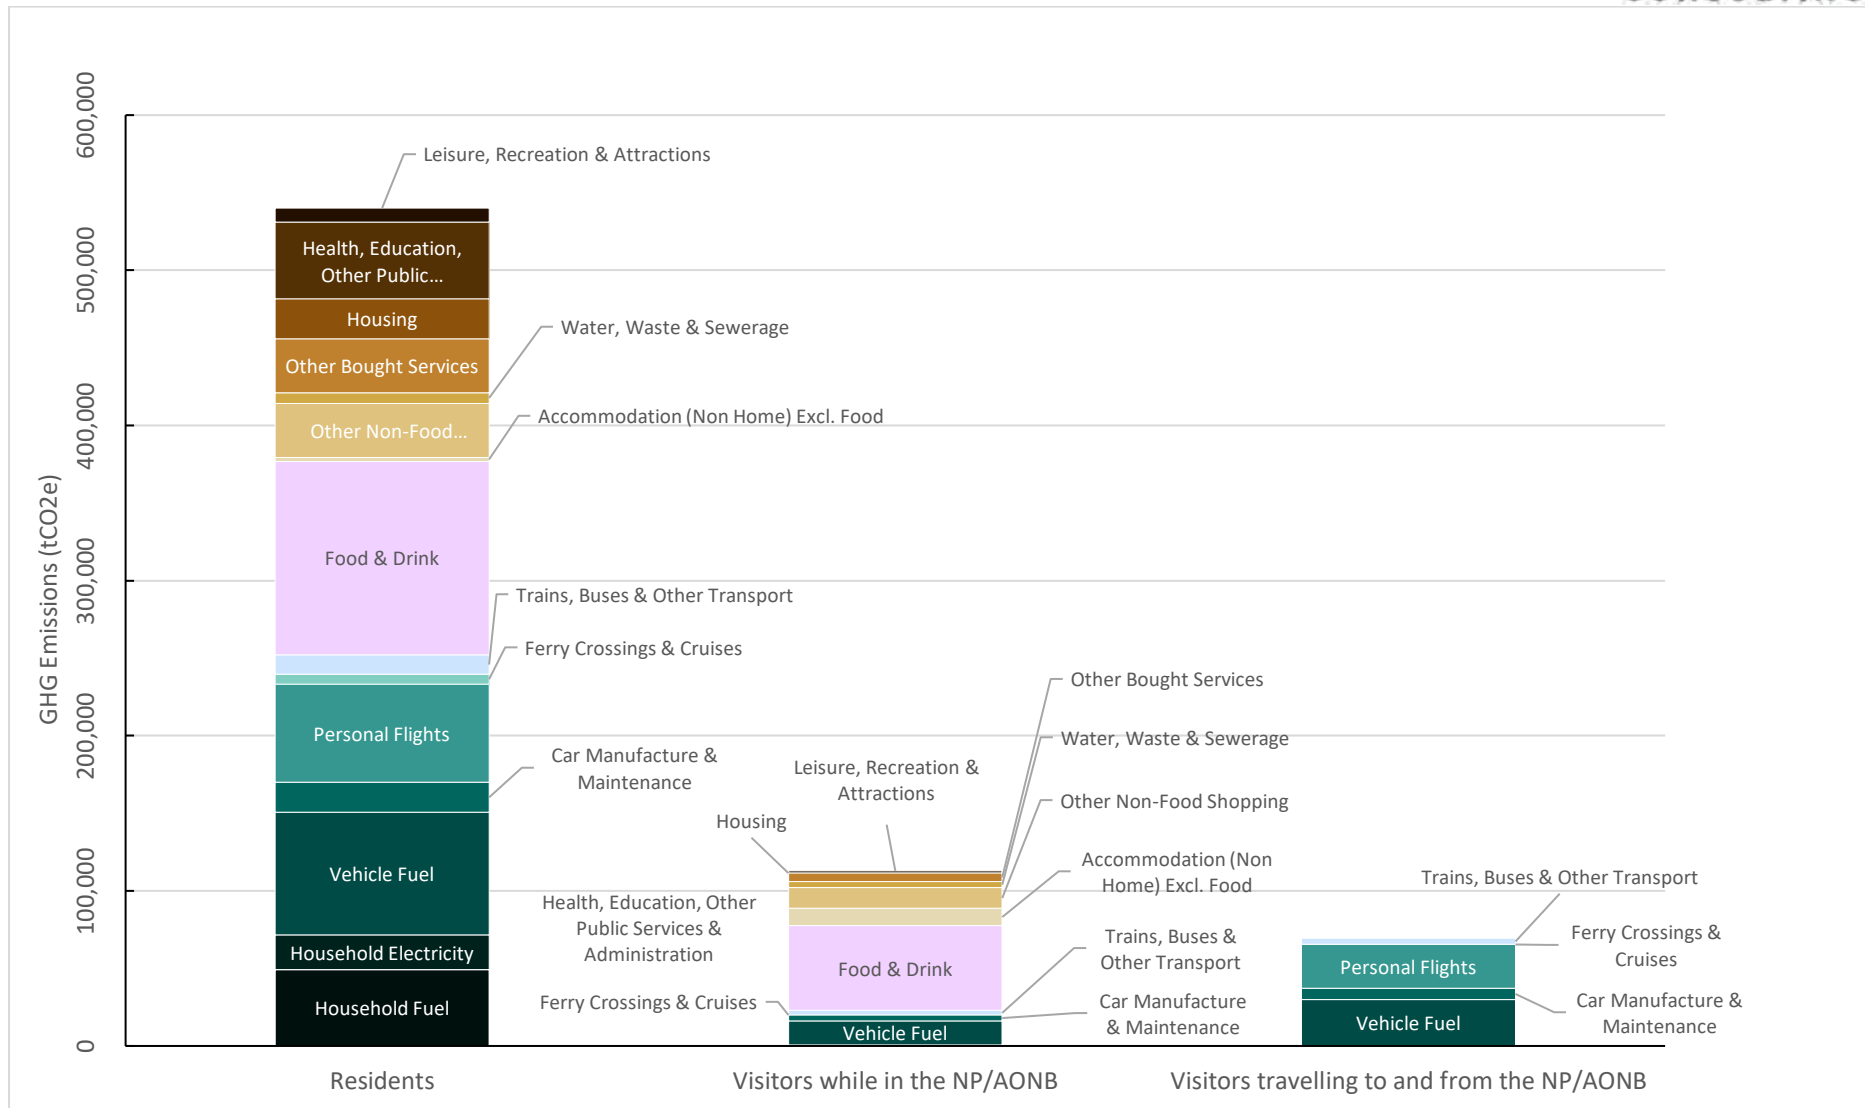 600,000
500,000
400,000
300,000
200,000
100,000
0
GHG Emissions (tCO2e)
Leisure, Recreation & Attractions
Health, Education,
Other Public...
Housing
Other Bought Services
Water, Waste & Sewerage
Other Non-Food...
Accommodation (Non Home) Excl. Food
Food & Drink
Trains, Buses & Other Transport
Ferry Crossings & Cruises
Personal Flights
Car Manufacture &
Maintenance
Vehicle Fuel
Household Electricity
Household Fuel
Other Bought Services
Water, Waste & Sewerage
Leisure, Recreation &
Attractions
Other Non-Food Shopping
Housing
Accommodation (Non
Home) Excl. Food
Health, Education, Other
Public Services &
Administration
Trains, Buses &
Other Transport
Food & Drink
Ferry Crossings & Cruises
Car Manufacture
& Maintenance
Vehicle Fuel
Trains, Buses & Other Transport
Ferry Crossings &
Cruises
Personal Flights
Car Manufacture &
Maintenance
Vehicle Fuel
Residents
Visitors while in the NP/AONB
Visitors travelling to and from the NP/AONB